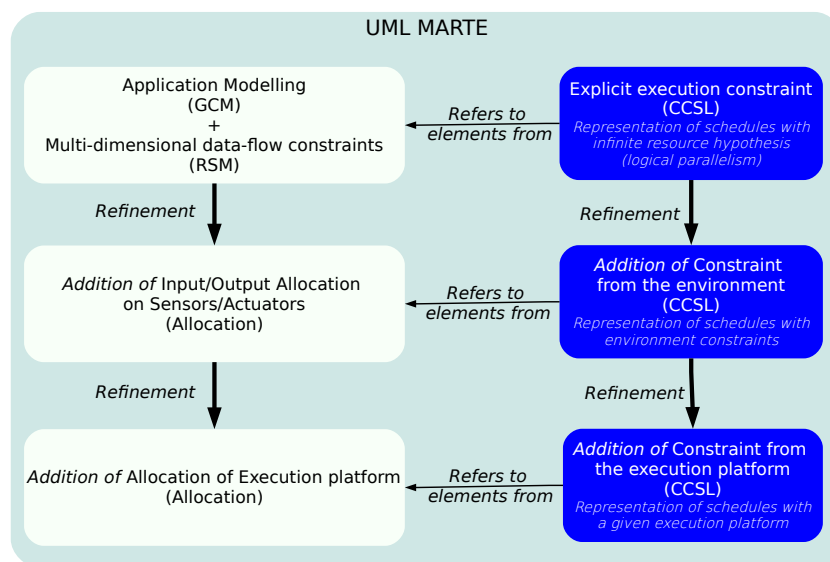 UML MARTE
Application Modelling
(GCM)
+
Multi-dimensional data-flow constraints
(RSM)
Refers to
elements from
Explicit execution constraint
(CCSL)
Representation of schedules with
infinite resource hypothesis
(logical parallelism)
Refinement
Refinement
Addition of Input/Output Allocation
on Sensors/Actuators
(Allocation)
Refers to
elements from
Addition of Constraint
from the environment
(CCSL)
Representation of schedules with
environment constraints
Refinement
Refinement
Addition of Allocation of Execution platform
(Allocation)
Refers to
elements from
Addition of Constraint from
the execution platform
(CCSL)
Representation of schedules with
a given execution platform